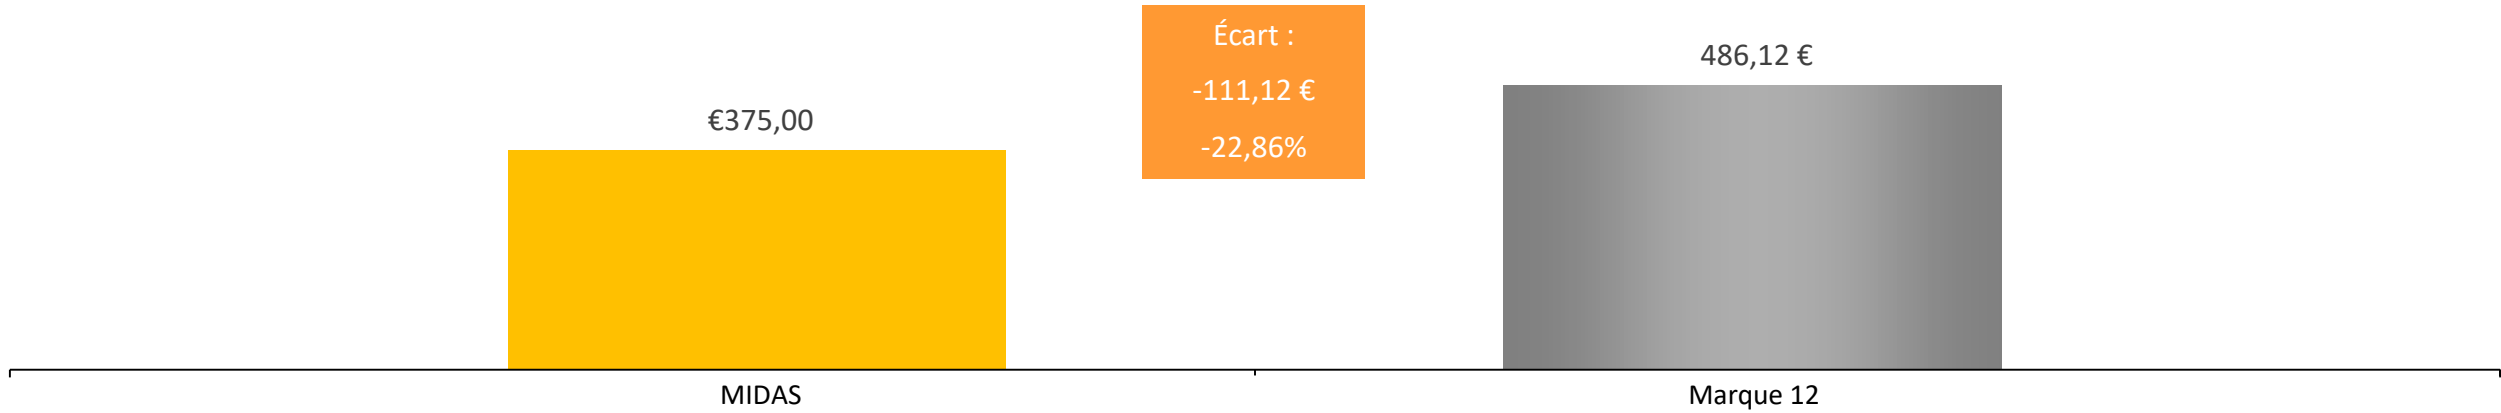 Écart :
-111,12 €
-22,86%
486,12 €
€375,00
MIDAS
Marque 12